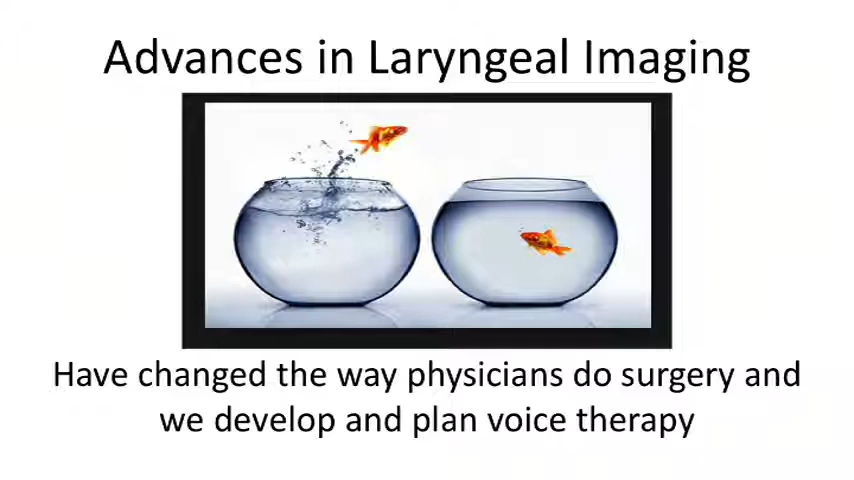 Advances in Laryngeal Imaging
Have changed the way physicians do surgery and
we develop and plan voice therapy